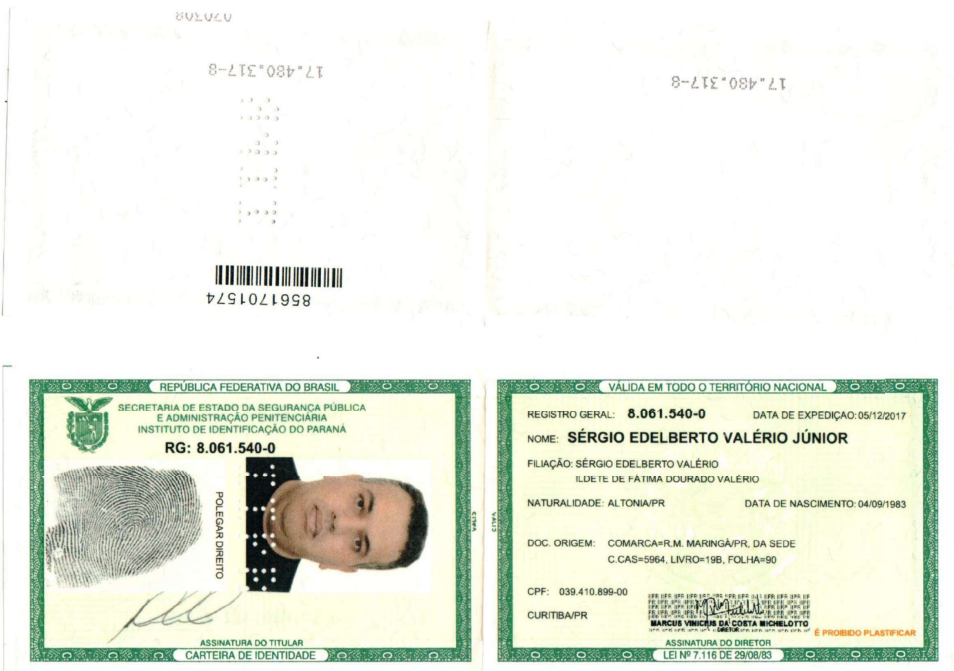 070308
17.480.317-8
8561701574
17.480.317-8
REPÚBLICA FEDERATIVA DO BRASIL
SECRETARIA DE ESTADO DA SEGURANÇA PÚBLICA
E ADMINISTRAÇÃO PENITENCIÁRIA
INSTITUTO DE IDENTIFICAÇÃO DO PARANÁ
RG: 8.061.540-0
POLEGAR DIREITO
ASSINATURA DO TITULAR
CARTEIRA DE IDENTIDADE
VÁLIDA EM TODO O TERRITÓRIO NACIONAL
REGISTRO GERAL: 8.061.540-0 DATA DE EXPEDIÇAO: 05/12/2017
NOME: SÉRGIO EDELBERTO VALÉRIO JÚNIOR
FILIAÇÃO: SÉRGIO EDELBERTO VALÉRIO
ILDETE DE FÁTIMA DOURADO VALÉRIO
NATURALIDADE: ALTONIA/PR DATA DE NASCIMENTO: 04/09/1983
DOC. ORIGEM: COMARCA=R.M. MARINGÁ/PR, DA SEDE
C.CAS=5964, LIVRO=19B, FOLHA=90
CPF: 039.410.899-00
CURITIBA/PR
MARCUS VINICIUS DA COSTA MICHELOTTO
DIRETOR
É PROIBIDO PLASTIFICAR
ASSINATURA DO DIRETOR
LEI Nº 7.116 DE 29/08/83